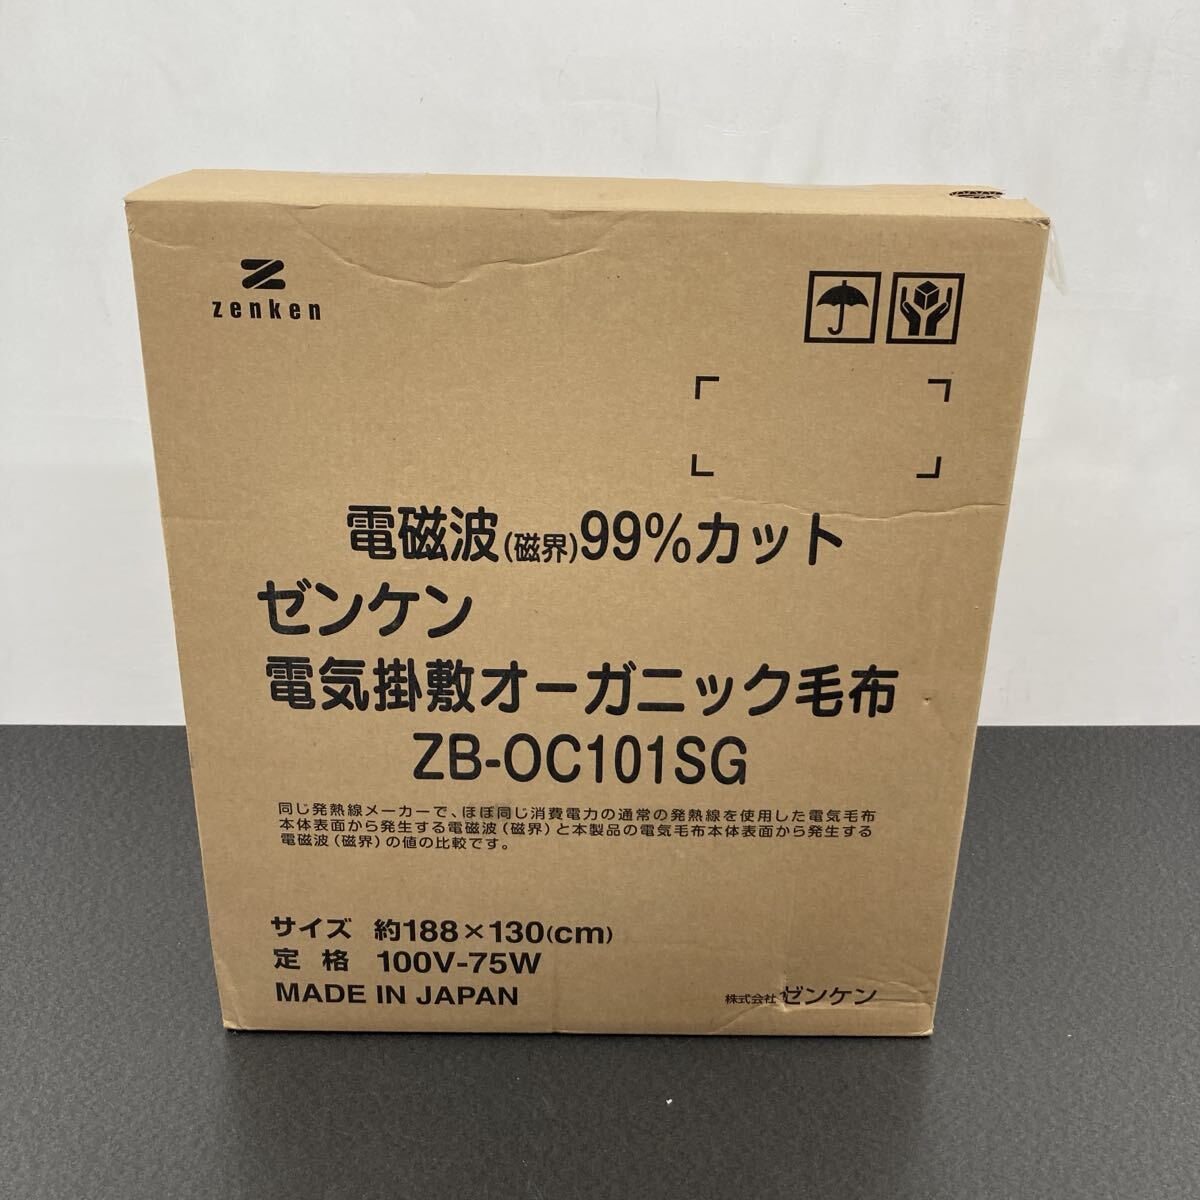 zenken
電磁波(磁界)99%カット
ゼンケン
電気掛敷オーガニック毛布
ZB-OC101SG
同じ発熱線メーカーで、ほぼ同じ消費電力の通常の発熱線を使用した電気毛布
本体表面から発生する電磁波(磁界)と本製品の電気毛布本体表面から発生する
電磁波(磁界)の値の比較です。
サイズ 約188×130(cm)
定格 100V-75W
MADE IN JAPAN
株式会社ゼンケン